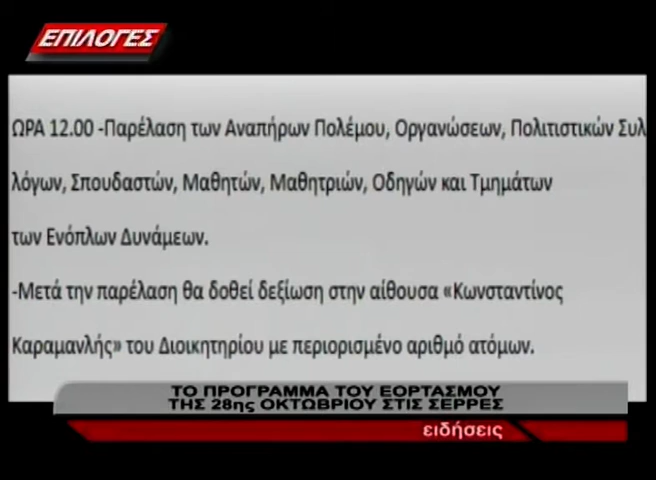 ΕΠΙΛΟΓΕΣ
ΩΡΑ 12.00 -Παρέλαση των Αναπήρων Πολέμου, Οργανώσεων, Πολιτιστικών Συλ
λόγων, Σπουδαστών, Μαθητών, Μαθητριών, Οδηγών και Τμημάτων
των Ενόπλων Δυνάμεων.
-Μετά την παρέλαση θα δοθεί δεξίωση στην αίθουσα «Κωνσταντίνος
Καραμανλής» του Διοικητηρίου με περιορισμένο αριθμό ατόμων.
ΤΟ ΠΡΟΓΡΑΜΜΑ ΤΟΥ ΕΟΡΤΑΣΜΟΥ
ΤΗΣ 28ης ΟΚΤΩΒΡΙΟΥ ΣΤΙΣ ΣΕΡΡΕΣ
ειδήσεις